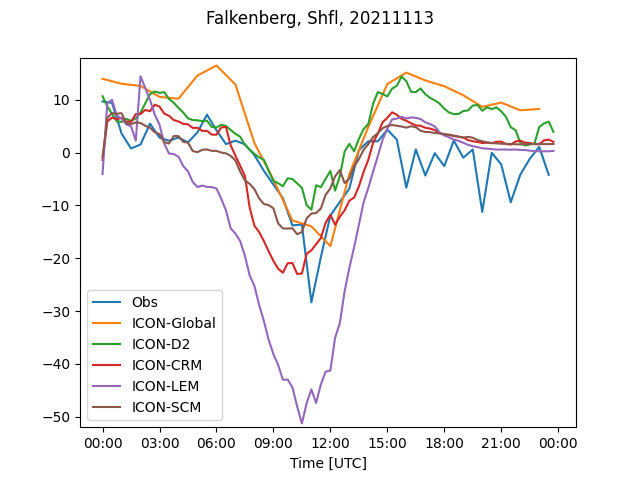 Falkenberg, Shfl, 20211113
10
0
−10
−20
−30
−40
−50
Obs
ICON-Global
ICON-D2
ICON-CRM
ICON-LEM
ICON-SCM
00:00 03:00 06:00 09:00 12:00 15:00 18:00 21:00 00:00
Time [UTC]